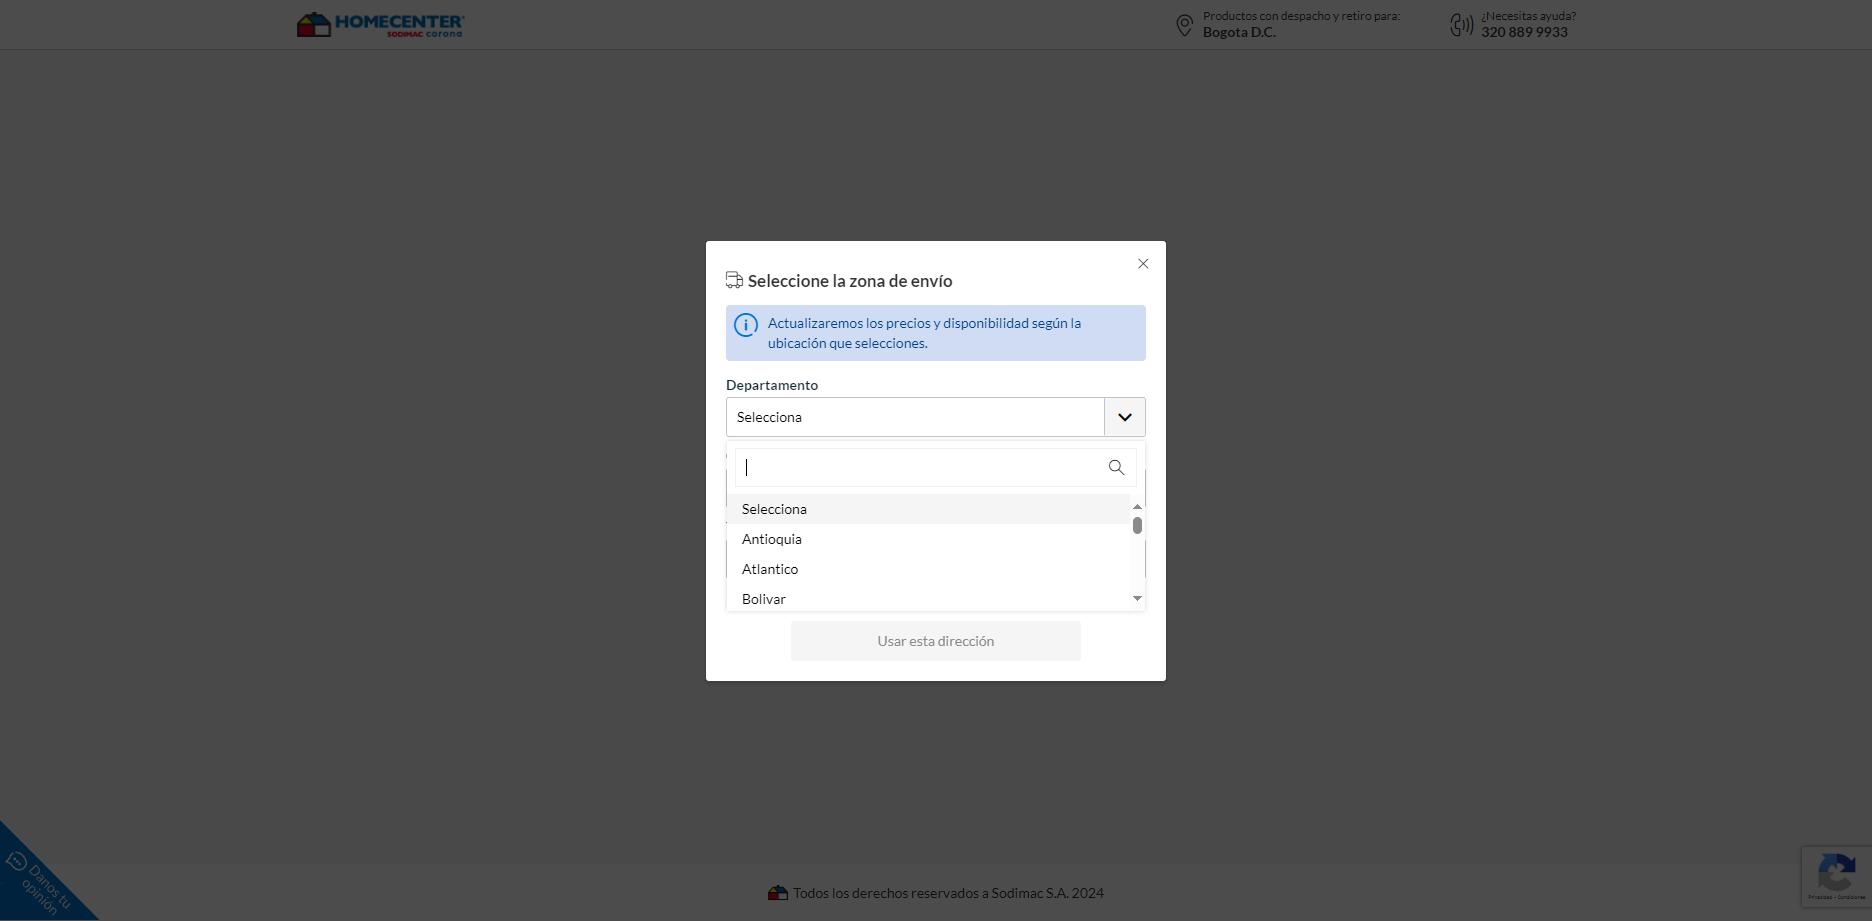 HOMECENTER
SODIMAC corona
Productos con despacho y retiro para:
Bogota D.C.
¿Necesitas ayuda?
320 889 9933
Seleccione la zona de envío
Actualizaremos los precios y disponibilidad según la
ubicación que selecciones.
Departamento
Selecciona
Selecciona
Antioquia
Atlantico
Bolivar
Usar esta dirección
Danos tu
opinión
Todos los derechos reservados a Sodimac S.A. 2024
Privacidad - Condiciones